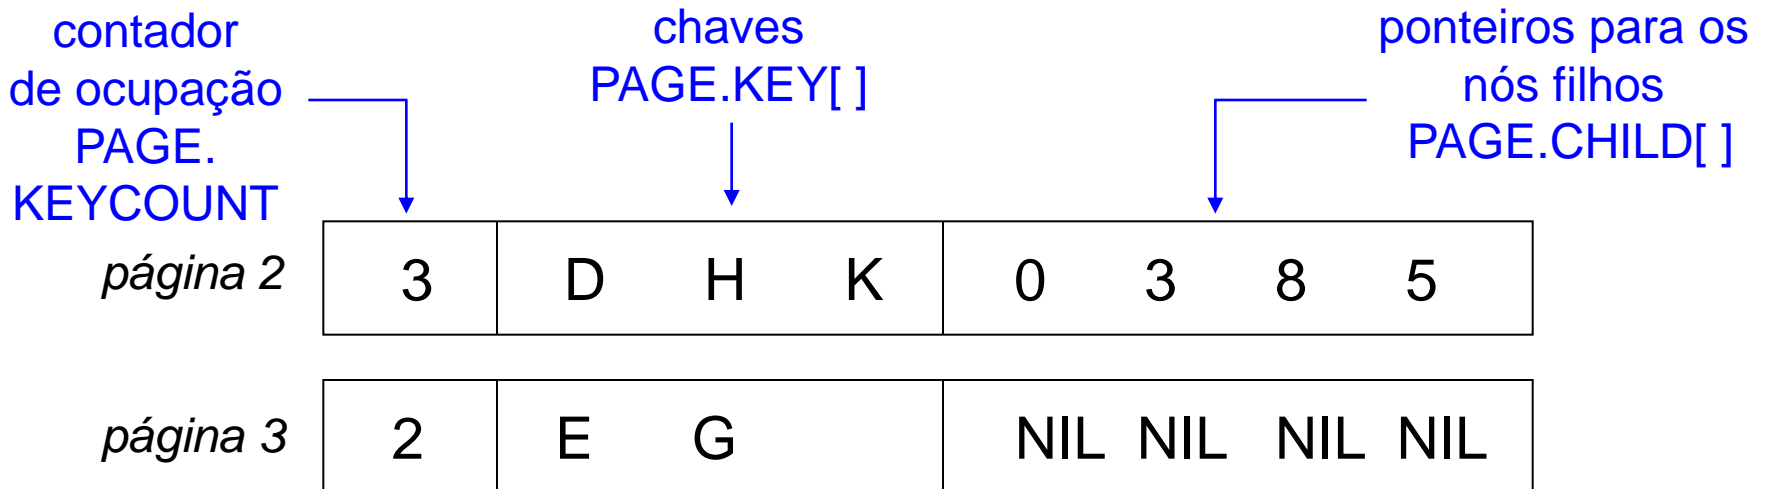 contador
de ocupação
PAGE.
KEYCOUNT
chaves
PAGE.KEY[ ]
ponteiros para os
nós filhos
PAGE.CHILD[ ]
página 2 3 D H K 0 3 8 5
página 3 2 E G NIL NIL NIL NIL